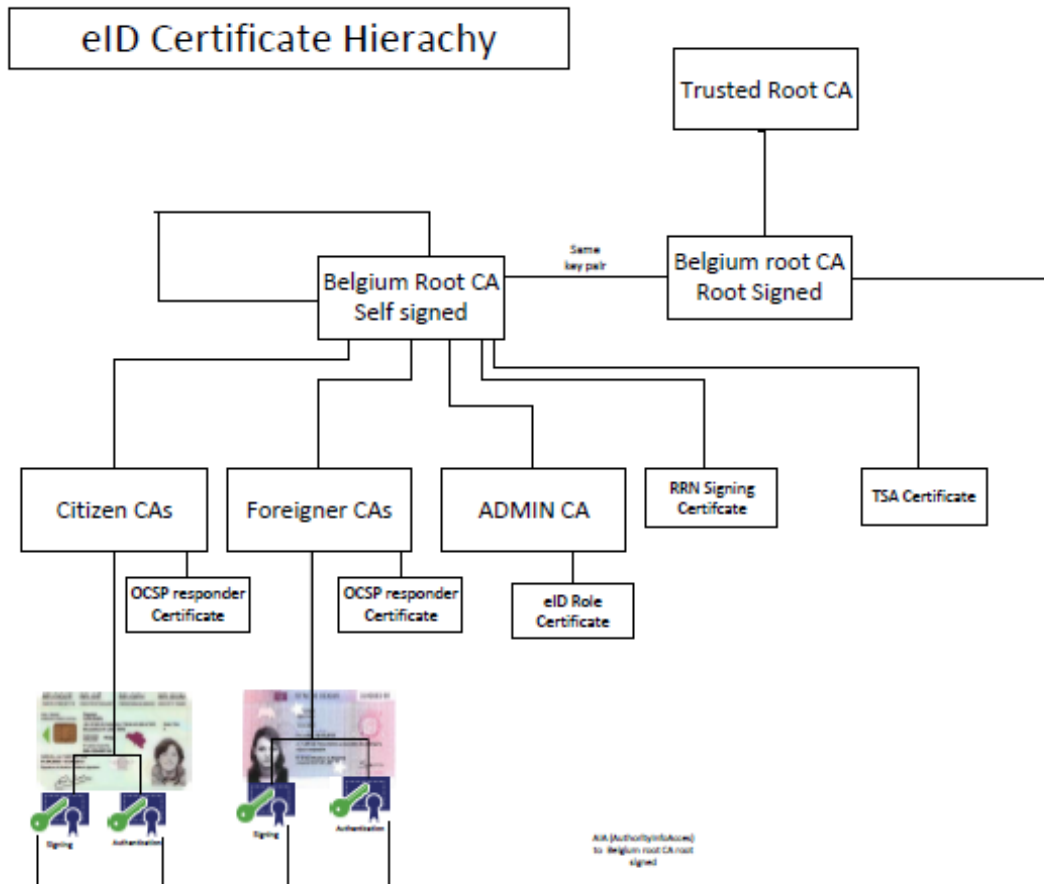 eID Certificate Hierachy
Trusted Root CA
Same
key pair
Belgium Root CA
Self signed
Belgium root CA
Root Signed
Citizen CAs
Foreigner CAs
ADMIN CA
RRN Signing
Certifcate
TSA Certificate
OCSP responder
Certificate
OCSP responder
Certificate
eID Role
Certificate
Signing
Authentication
Signing
Authentication
AIA (AuthorityInfoAcces)
to Belgium root CA root
signed